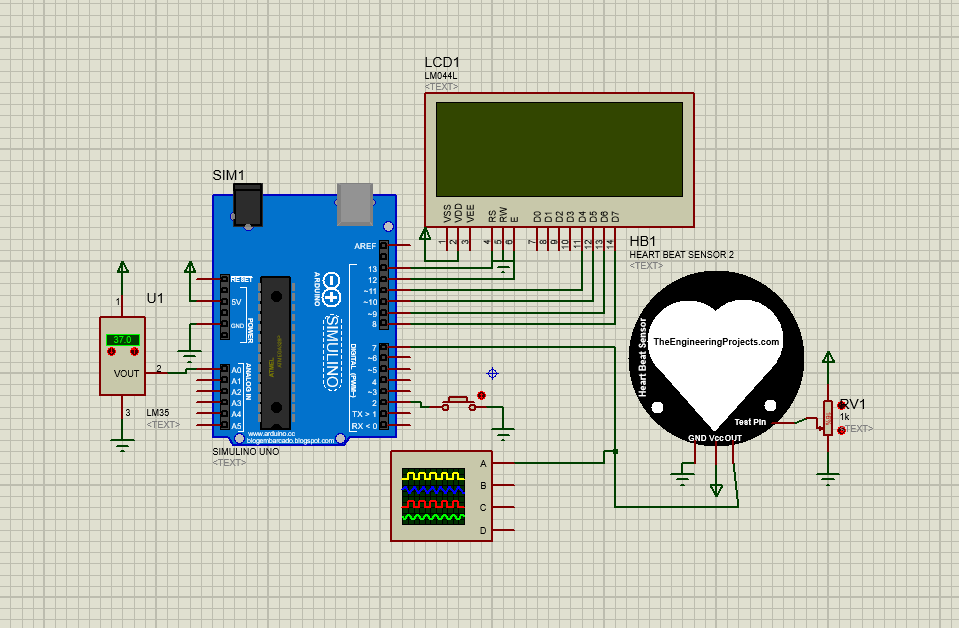 LCD1
LM044L
<TEXT>
VSS
VDD
VEE
RS
RW
E
D0
D1
D2
D3
D4
D5
D6
D7
1
2
3
4
5
6
7
8
9
10
11
12
13
14
SIM1
AREF
13
12
~11
~10
~9
8
7
~6
~5
4
~3
2
TX > 1
RX < 0
RESET
5V
GND
POWER
A0
A1
A2
A3
A4
A5
ANALOG IN
ARDUINO
(SIMULINO)
DIGITAL (PWM~)
www.arduino.cc
blogembarcado.blogspot.com
SIMULINO UNO
<TEXT>
U1
1
37.0
VOUT
2
3
LM35
<TEXT>
HB1
HEART BEAT SENSOR 2
<TEXT>
TheEngineeringProjects.com
Heart Beat Sensor
Test Pin
GND Vcc OUT
RV1
1k
<TEXT>
A
B
C
D